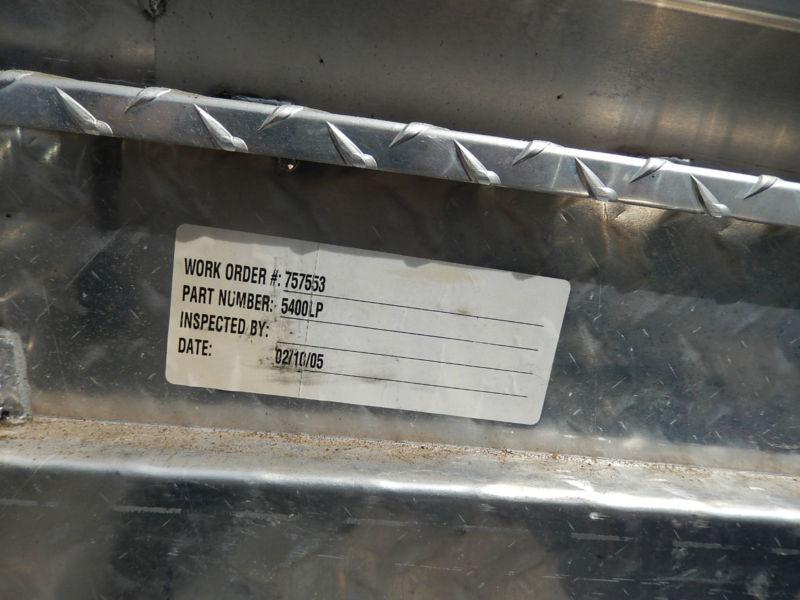 WORK ORDER #: 757553
PART NUMBER: 5400LP
INSPECTED BY:
DATE: 02/10/05